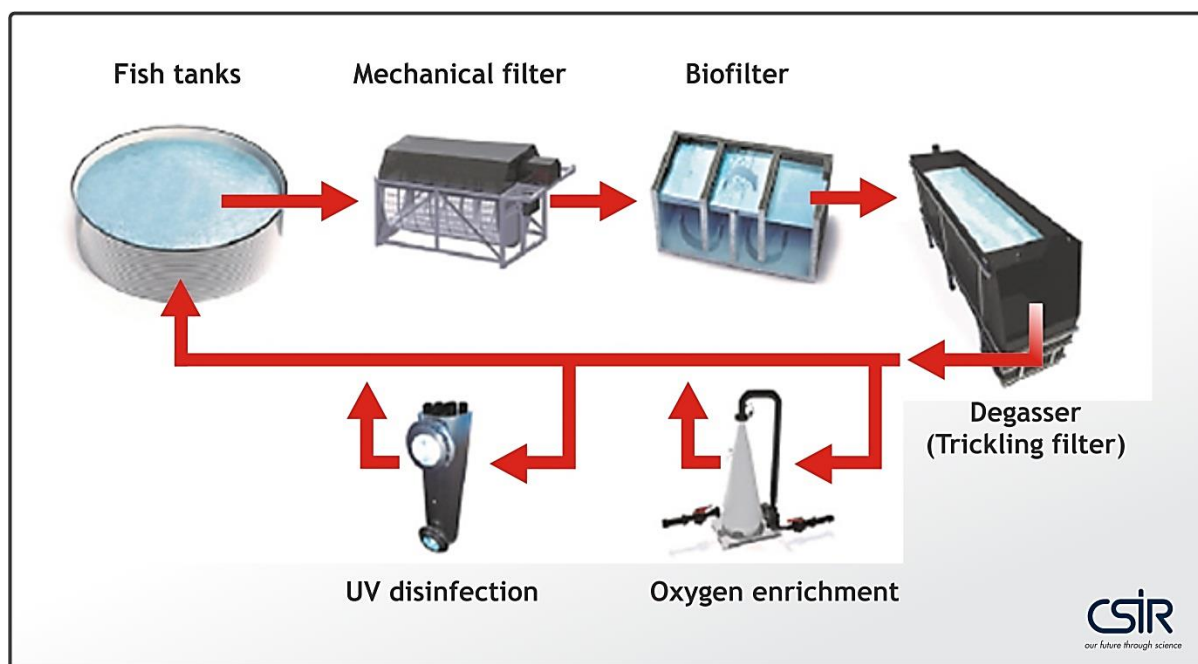 Fish tanks
Mechanical filter
Biofilter
Degasser
(Trickling filter)
UV disinfection
Oxygen enrichment
CSIR
our future through science